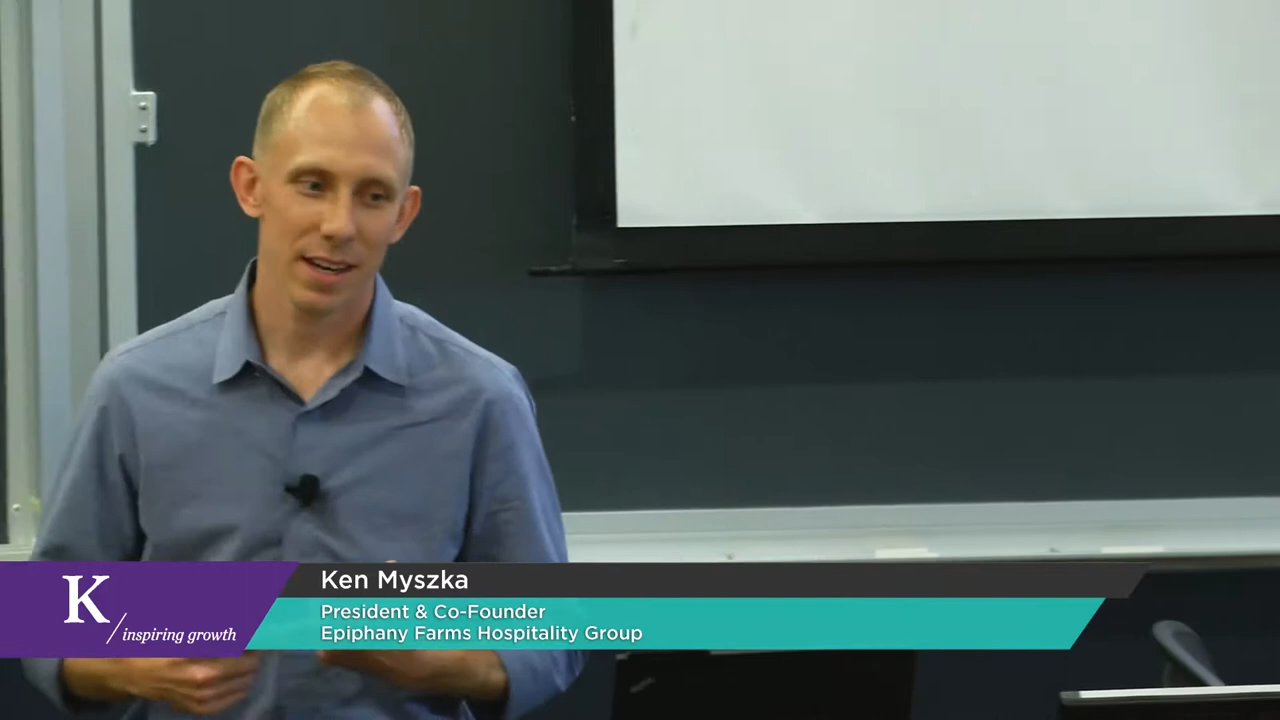 Ken Myszka
President & Co-Founder
Epiphany Farms Hospitality Group
K
inspiring growth